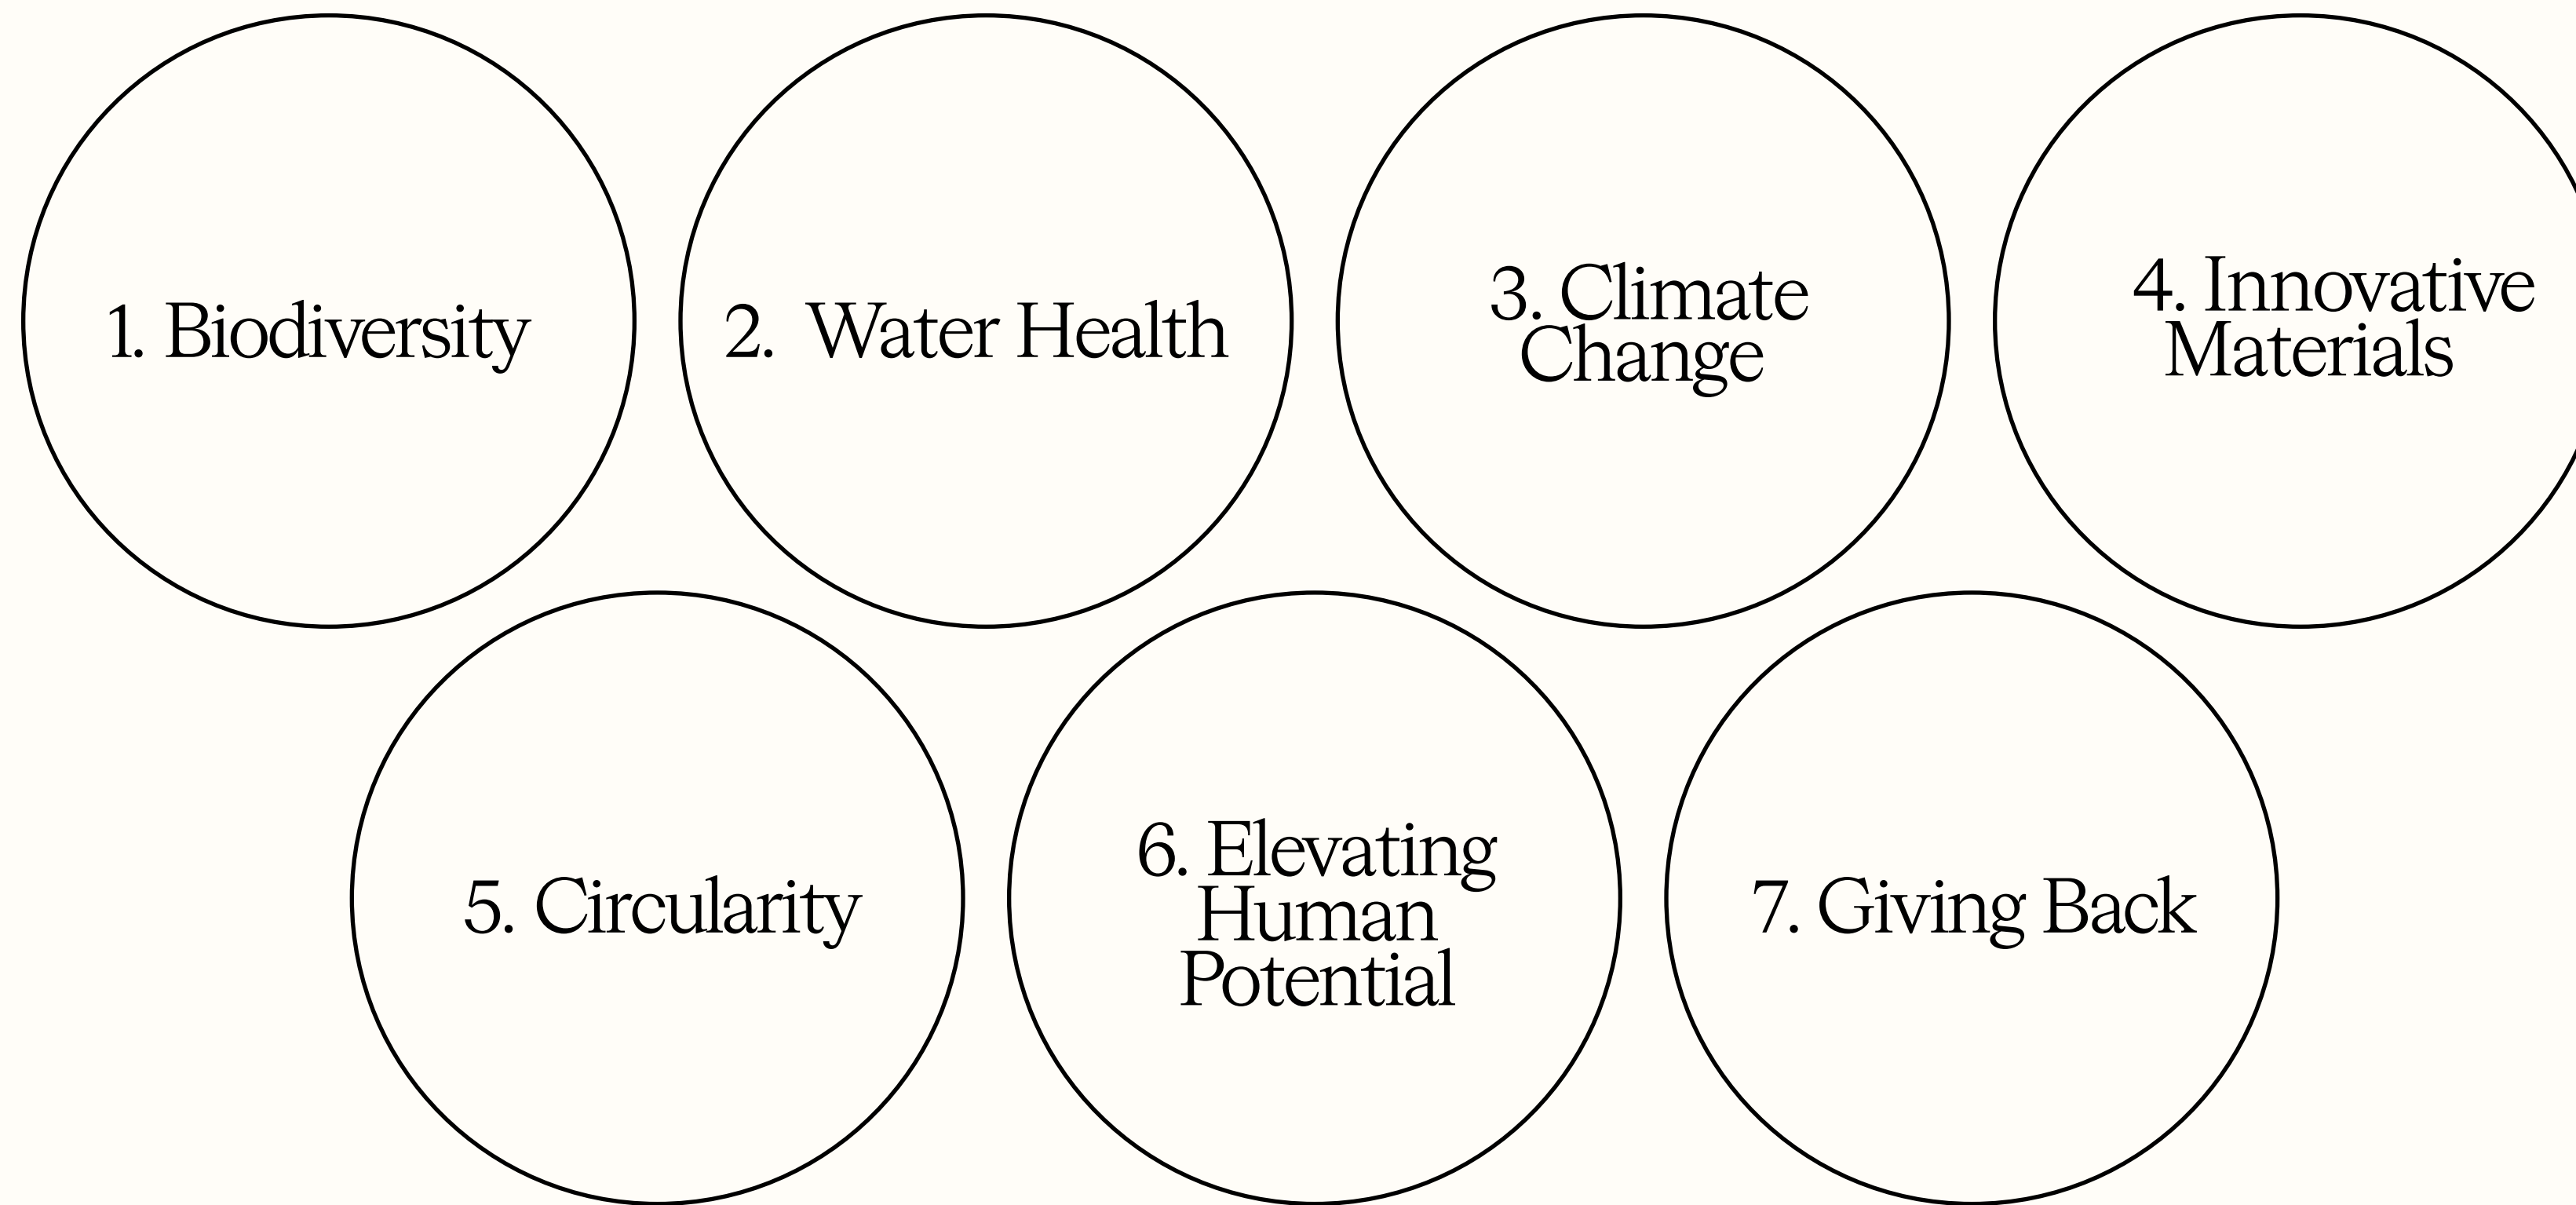 1. Biodiversity
2. Water Health
3. Climate
Change
4. Innovative
Materials
5. Circularity
6. Elevating
Human
Potential
7. Giving Back